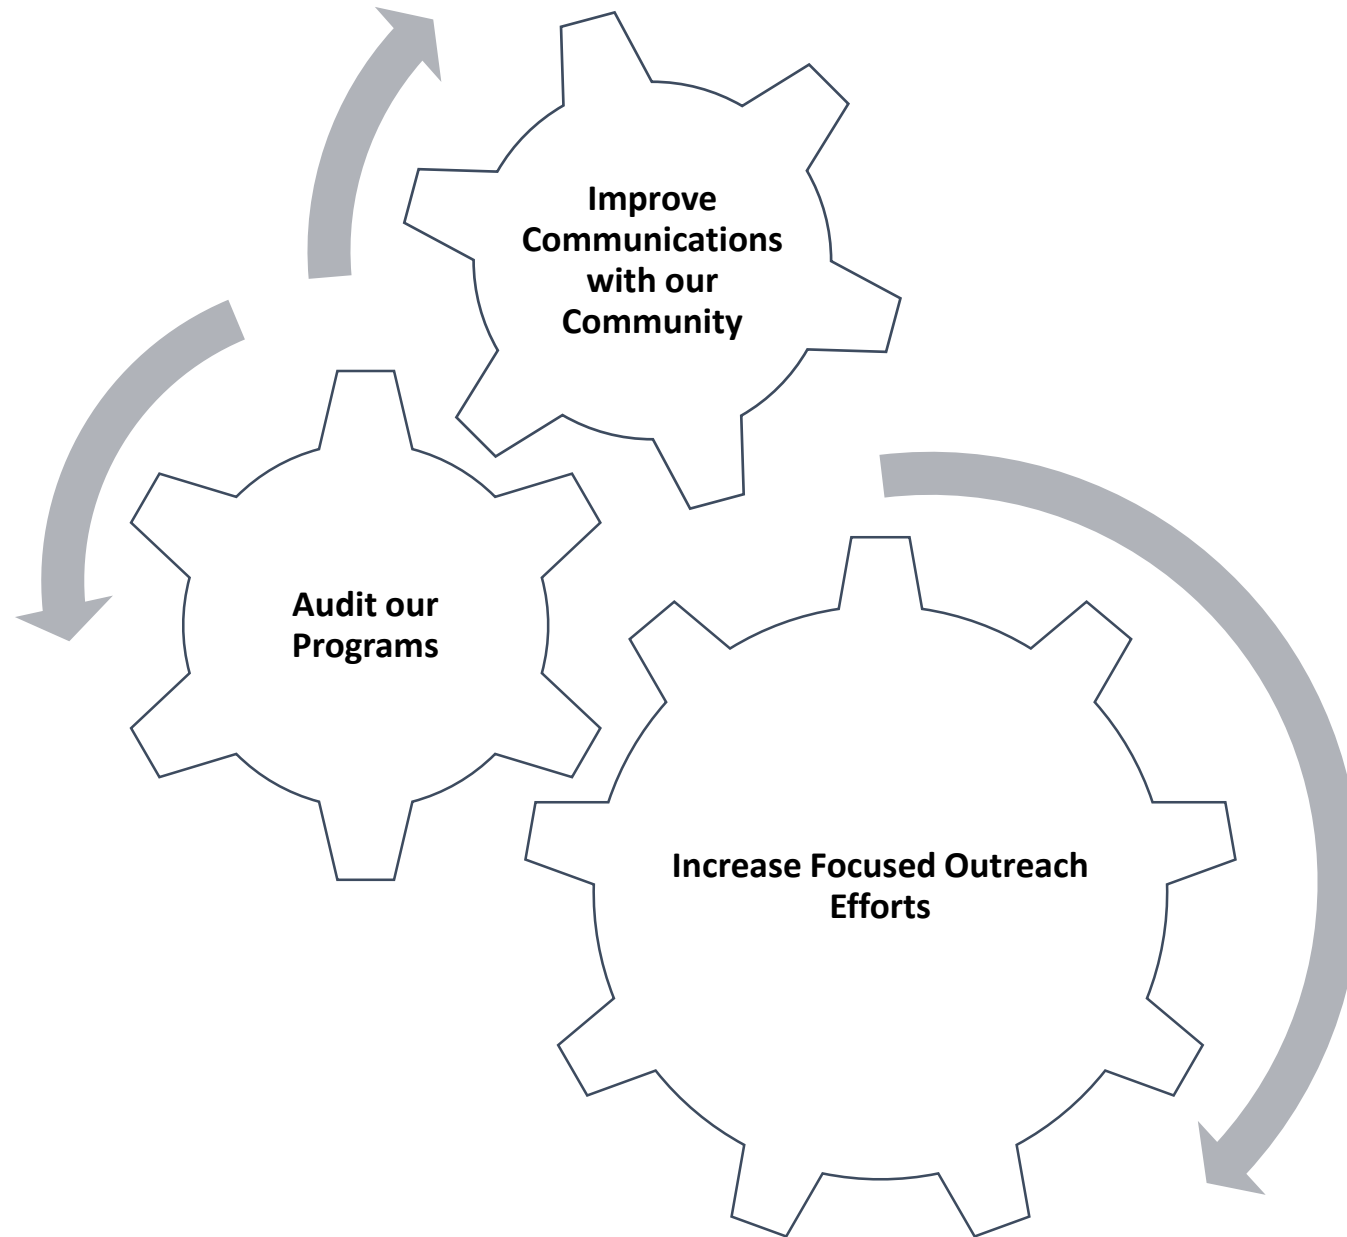 Improve
Communications
with our
Community
Audit our
Programs
Increase Focused Outreach
Efforts